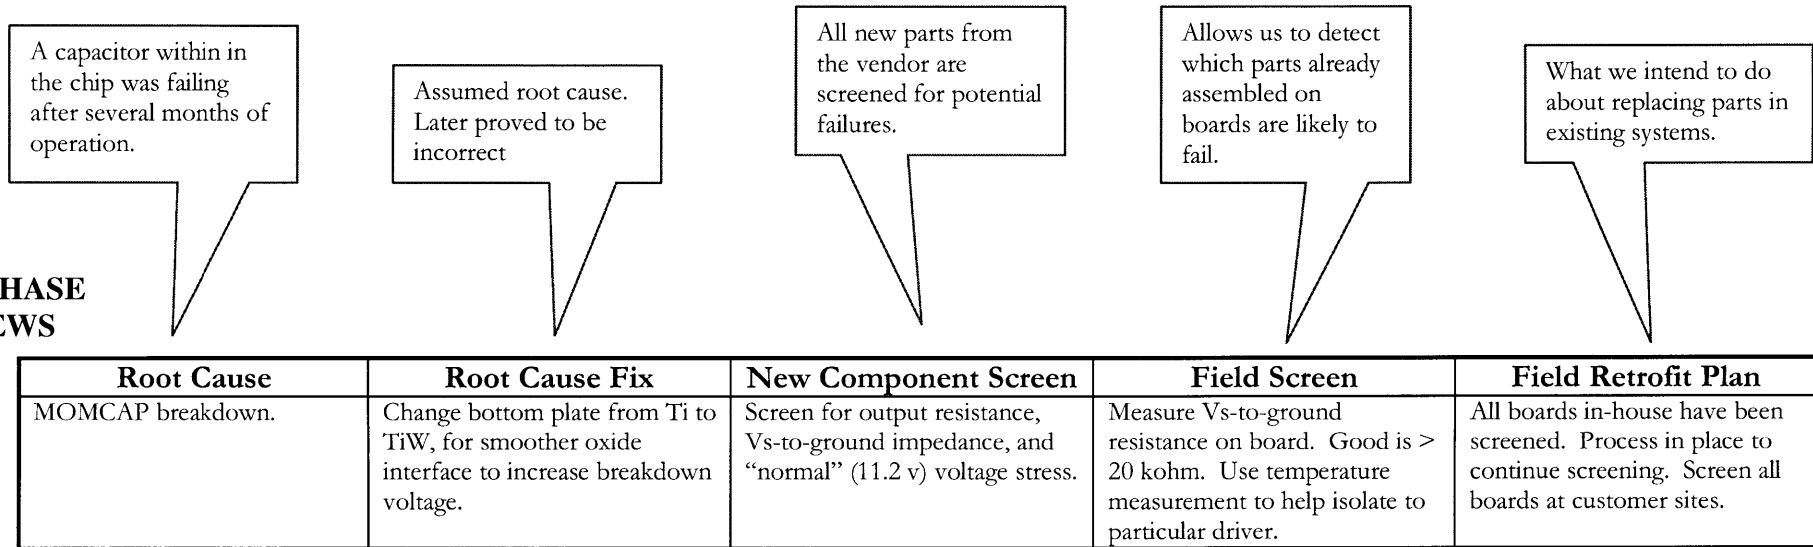 A capacitor within in
the chip was failing
after several months of
operation.
Assumed root cause.
Later proved to be
incorrect
All new parts from
the vendor are
screened for potential
failures.
Allows us to detect
which parts already
assembled on
boards are likely to
fail.
What we intend to do
about replacing parts in
existing systems.
HASE
EWS
Root Cause
Root Cause Fix
New Component Screen
Field Screen
Field Retrofit Plan
MOMCAP breakdown.
Change bottom plate from Ti to
TiW, for smoother oxide
interface to increase breakdown
voltage.
Screen for output resistance,
Vs-to-ground impedance, and
“normal” (11.2 v) voltage stress.
Measure Vs-to-ground
resistance on board.  Good is >
20 kohm.  Use temperature
measurement to help isolate to
particular driver.
All boards in-house have been
screened.  Process in place to
continue screening.  Screen all
boards at customer sites.